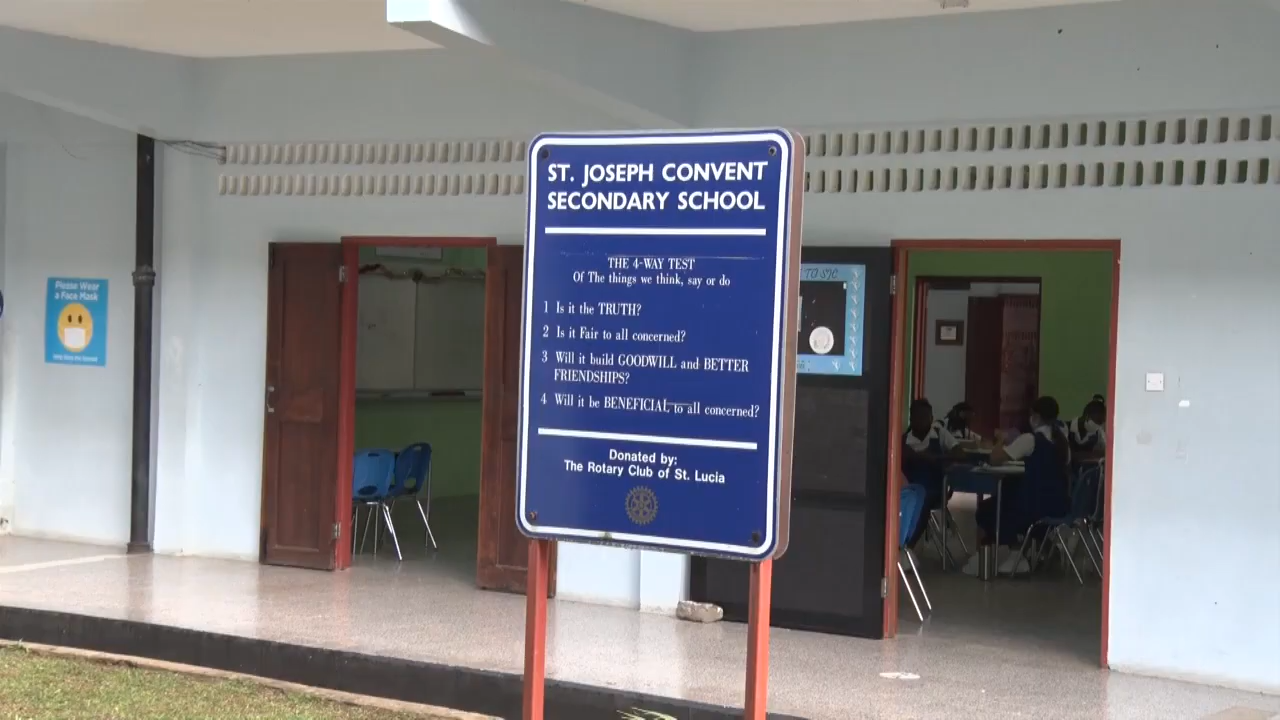 ST. JOSEPH CONVENT
SECONDARY SCHOOL
THE 4-WAY TEST
Of The things we think, say or do
1 Is it the TRUTH?
2 Is it Fair to all concerned?
3 Will it build GOODWILL and BETTER
FRIENDSHIPS?
4 Will it be BENEFICIAL to all concerned?
Donated by:
The Rotary Club of St. Lucia
Please Wear
a Face Mask
TO SJC